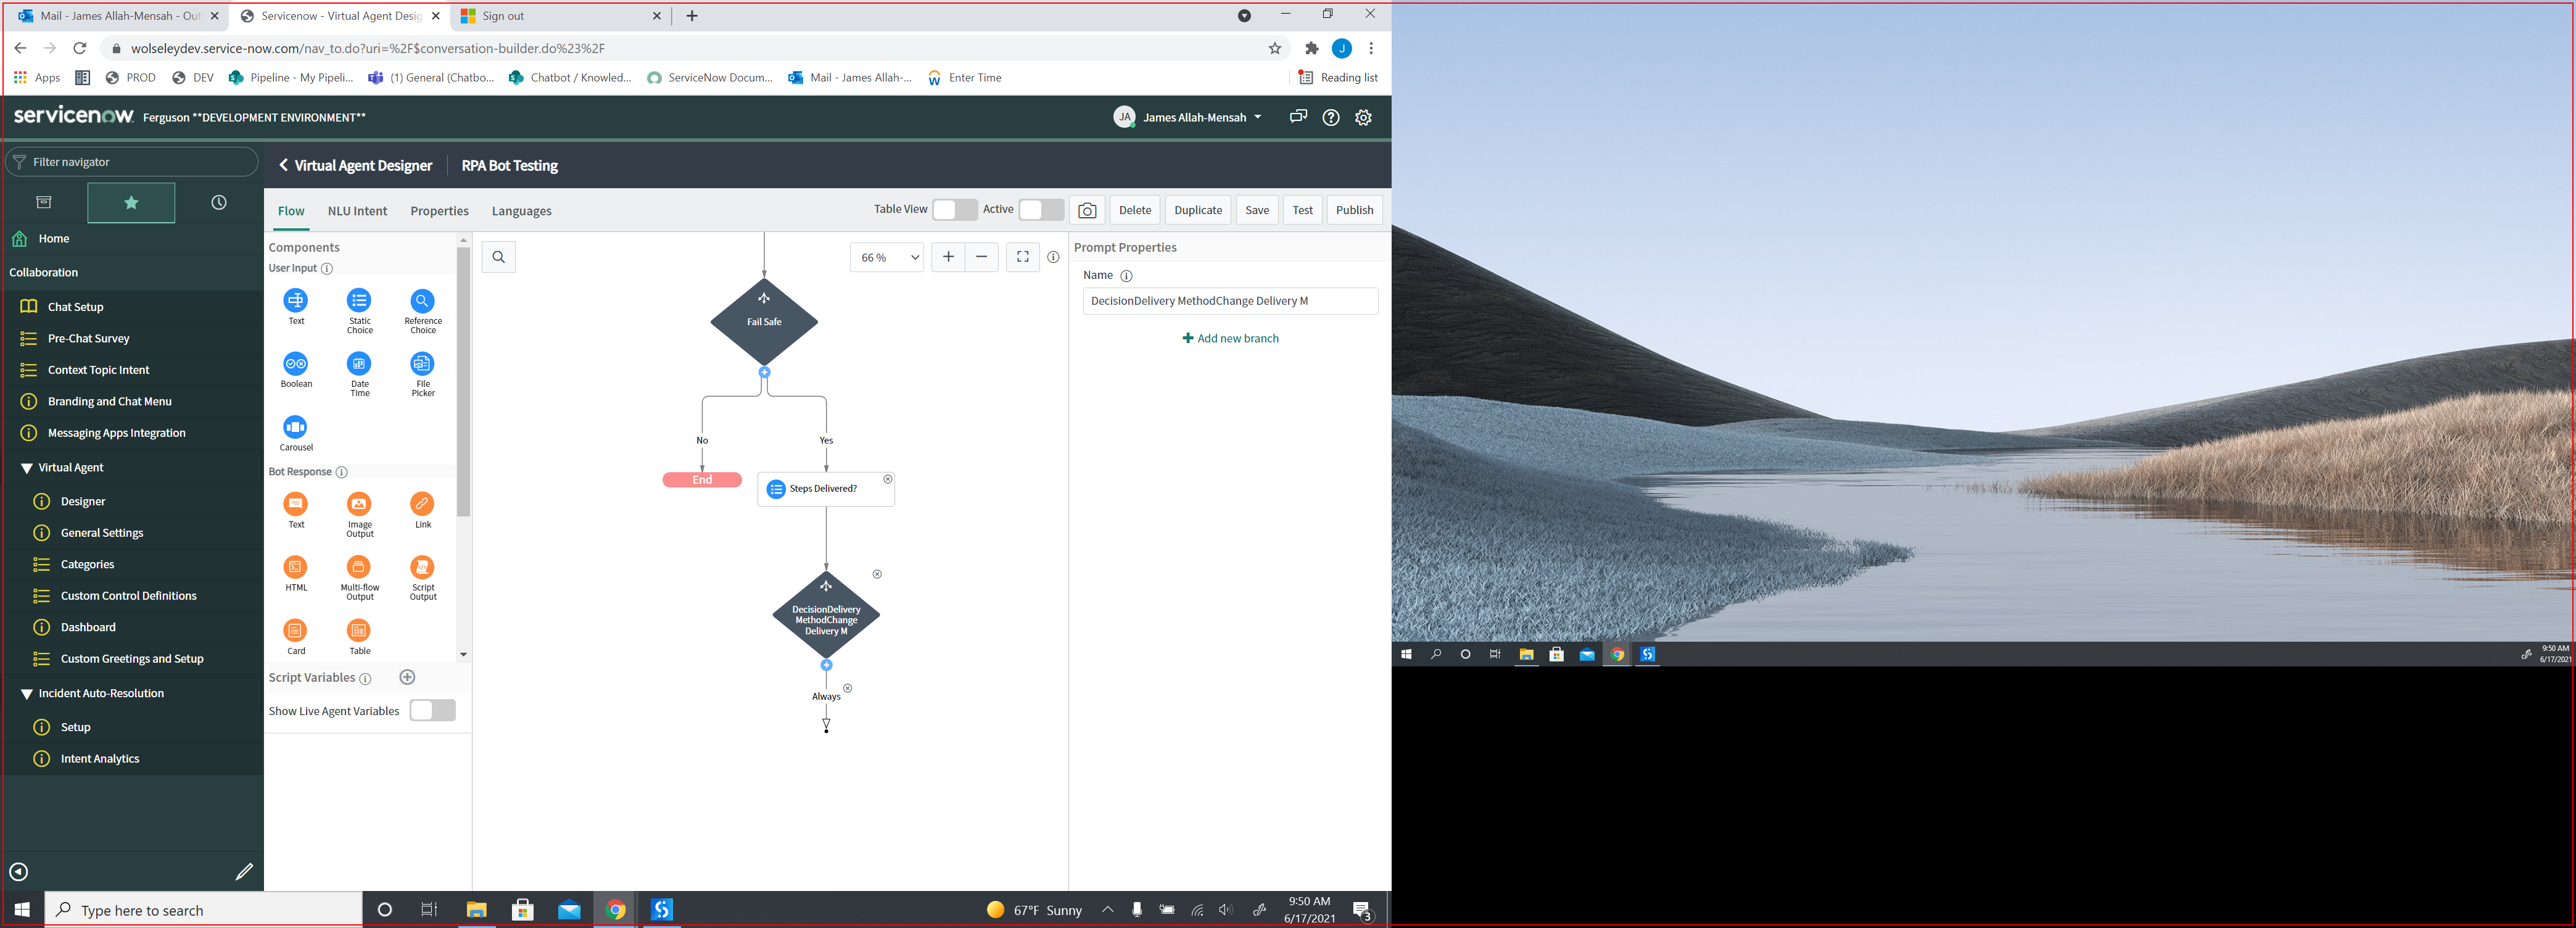 Mail - James Allah-Mensah - Out
Servicenow - Virtual Agent Desig
Sign out
wolseleydev.service-now.com/nav_to.do?uri=%2F$conversation-builder.do%23%2F
J
Apps
PROD
DEV
Pipeline - My Pipeli...
(1) General (Chatbo...
Chatbot / Knowled...
ServiceNow Docum...
Mail - James Allah-...
Enter Time
Reading list
servicenow
Ferguson **DEVELOPMENT ENVIRONMENT**
JA
James Allah-Mensah
Filter navigator
Virtual Agent Designer
RPA Bot Testing
Flow
NLU Intent
Properties
Languages
Table View
Active
Delete
Duplicate
Save
Test
Publish
Home
Collaboration
Chat Setup
Pre-Chat Survey
Context Topic Intent
Branding and Chat Menu
Messaging Apps Integration
Virtual Agent
Designer
General Settings
Categories
Custom Control Definitions
Dashboard
Custom Greetings and Setup
Incident Auto-Resolution
Setup
Intent Analytics
Components
User Input
Text
Static
Choice
Reference
Choice
Boolean
Date
Time
File
Picker
Carousel
Bot Response
Text
Image
Output
Link
HTML
Multi-flow
Output
Script
Output
Card
Table
Script Variables
Show Live Agent Variables
66 %
Fail Safe
No
Yes
End
Steps Delivered?
DecisionDelivery
MethodChange
Delivery M
Always
Prompt Properties
Name
DecisionDelivery MethodChange Delivery M
Add new branch
Type here to search
67°F Sunny
9:50 AM
6/17/2021
3
9:50 AM
6/17/2021